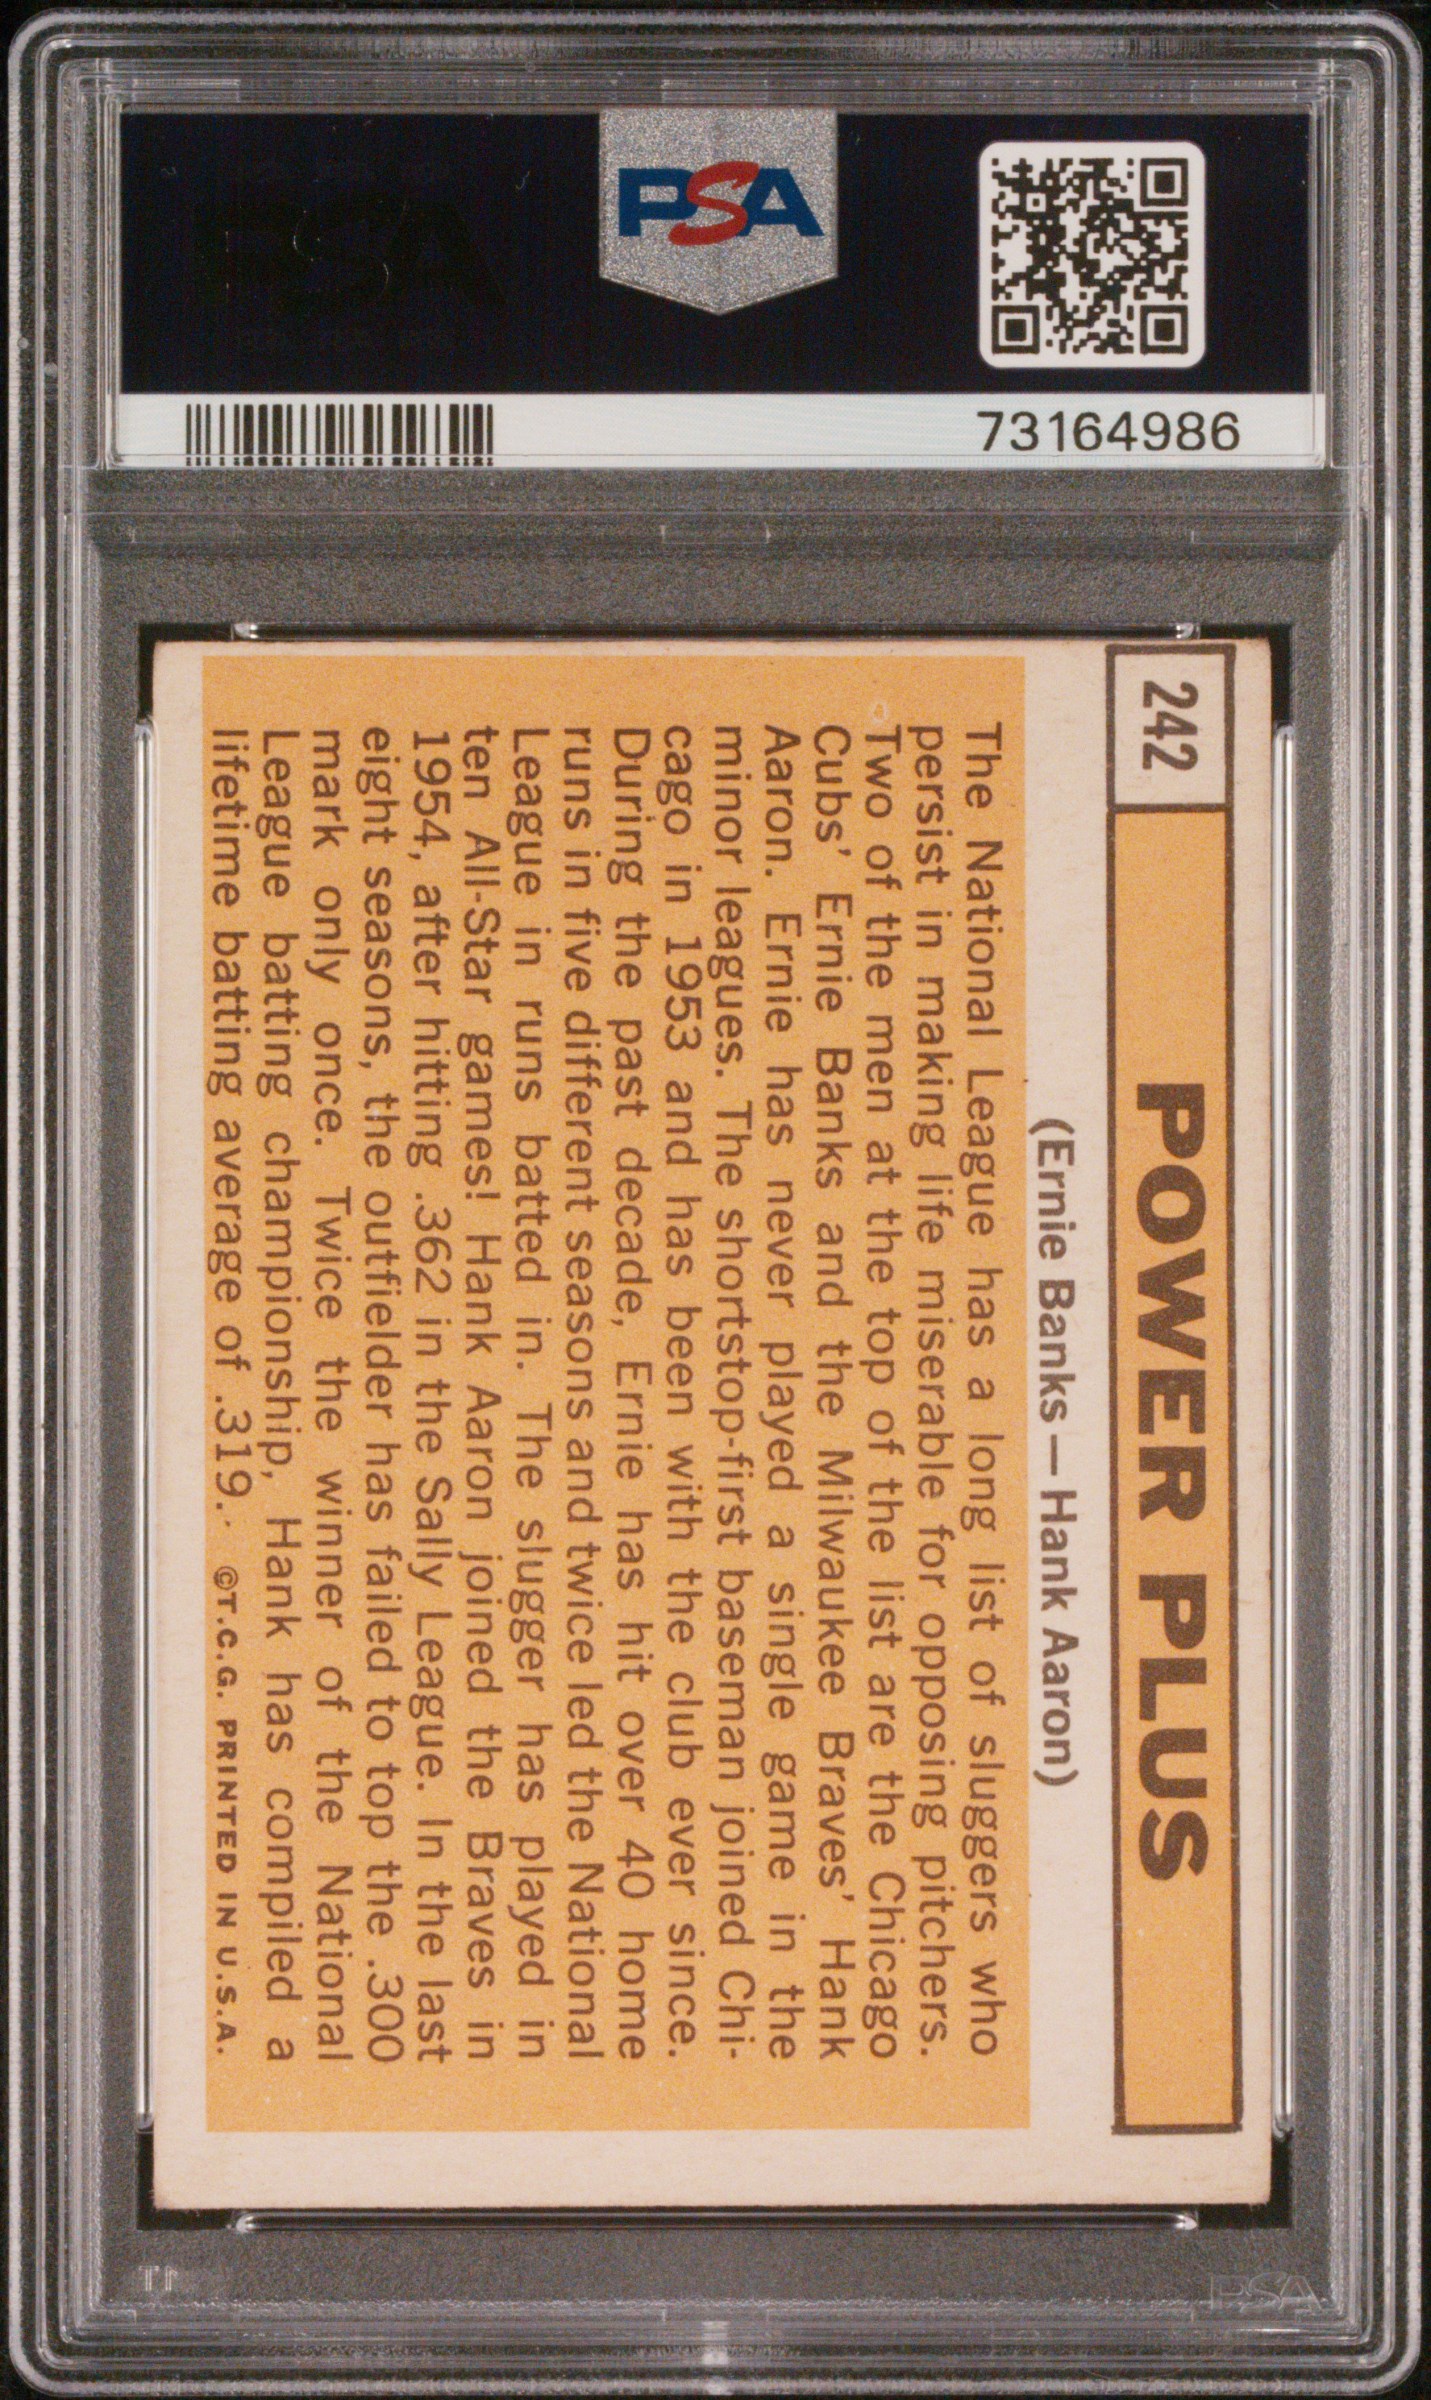 PSA
73164986
242
POWER PLUS
(Ernie Banks—Hank Aaron)
The National League has a long list of sluggers who
persist in making life miserable for opposing pitchers.
Two of the men at the top of the list are the Chicago
Cubs' Ernie Banks and the Milwaukee Braves' Hank
Aaron. Ernie has never played a single game in the
minor leagues. The shortstop-first baseman joined Chi-
cago in 1953 and has been with the club ever since.
During the past decade, Ernie has hit over 40 home
runs in five different seasons and twice led the National
League in runs batted in. The slugger has played in
ten All-Star games! Hank Aaron joined the Braves in
1954, after hitting .362 in the Sally League. In the last
eight seasons, the outfielder has failed to top the .300
mark only once. Twice the winner of the National
League batting championship, Hank has compiled a
lifetime batting average of .319. ©T.C.G. PRINTED IN U.S.A.
PSA